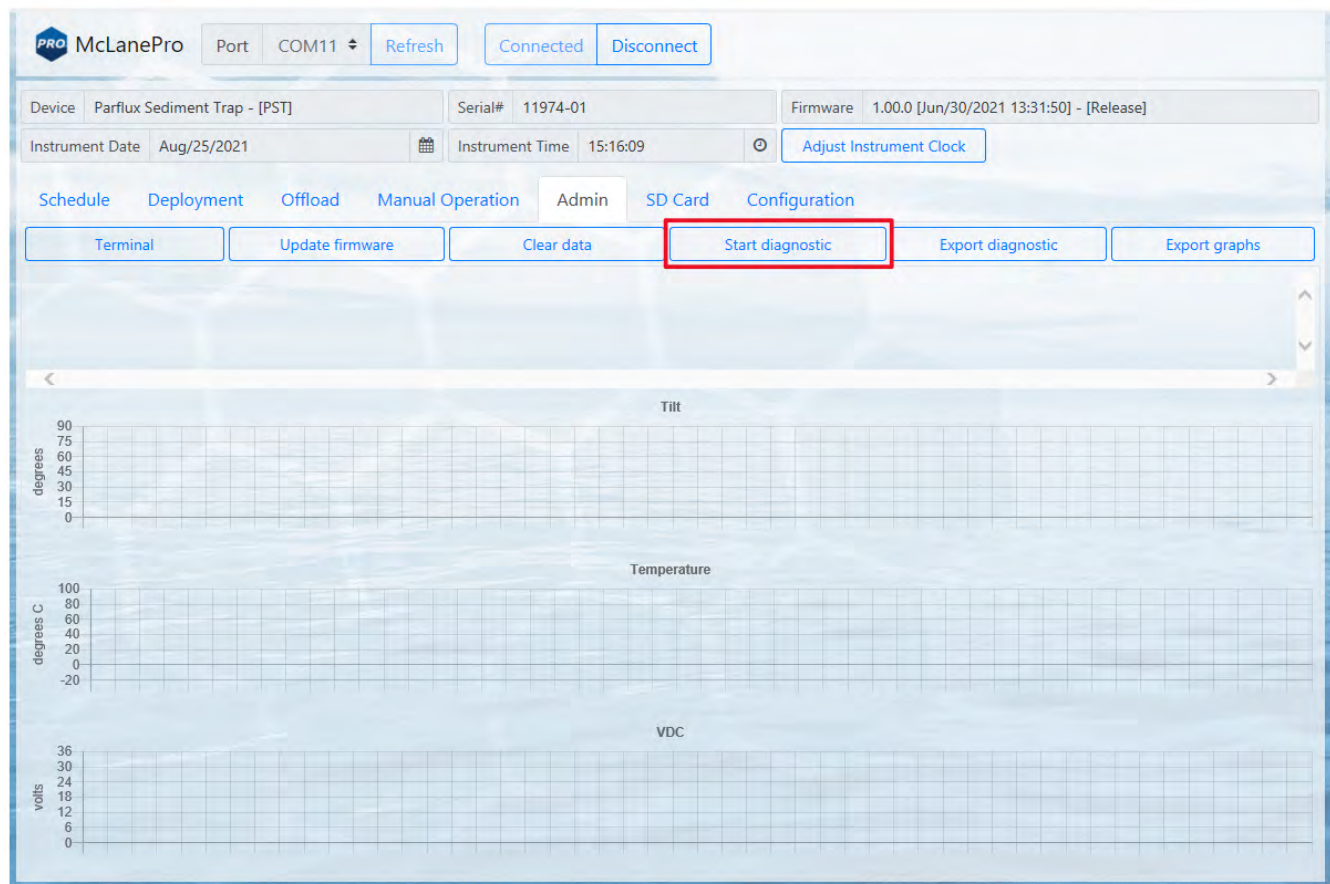 PRO McLanePro Port COM11 Refresh Connected Disconnect
Device Parflux Sediment Trap - [PST] Serial# 11974-01 Firmware 1.00.0 [Jun/30/2021 13:31:50] - [Release]
Instrument Date Aug/25/2021 Instrument Time 15:16:09 Adjust Instrument Clock
Schedule Deployment Offload Manual Operation Admin SD Card Configuration
Terminal Update firmware Clear data Start diagnostic Export diagnostic Export graphs
Tilt
90
75
60
45
30
15
0
degrees
Temperature
100
80
60
40
20
0
-20
degrees C
VDC
36
30
24
18
12
6
0
volts